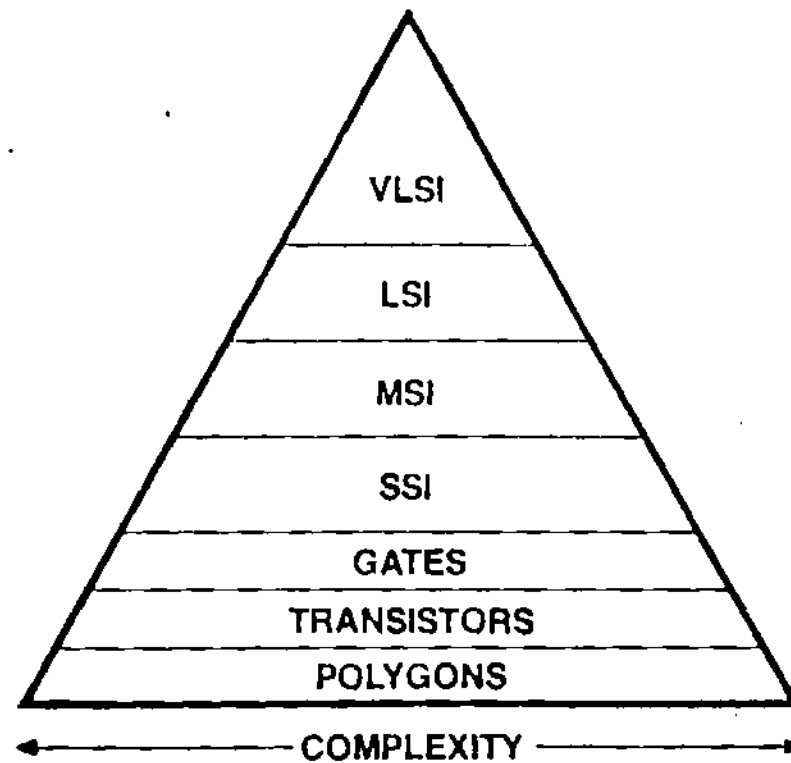 VLSI
LSI
MSI
SSI
GATES
TRANSISTORS
POLYGONS
COMPLEXITY